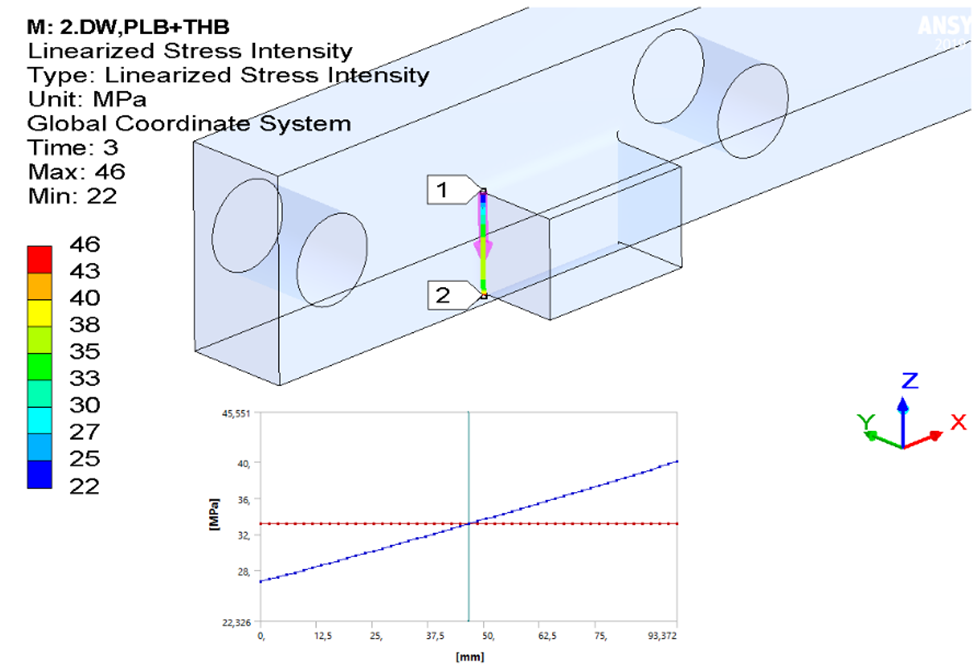 M: 2.DW,PLB+THB
Linearized Stress Intensity
Type: Linearized Stress Intensity
Unit: MPa
Global Coordinate System
Time: 3
Max: 46
Min: 22
ANSY
46
43
40
38
35
33
30
27
25
22
1
2
Z
Y
X
45,551
40,
36,
32,
28,
22,326
[MPa]
0,
12,5
25,
37,5
50,
62,5
75,
93,372
[mm]